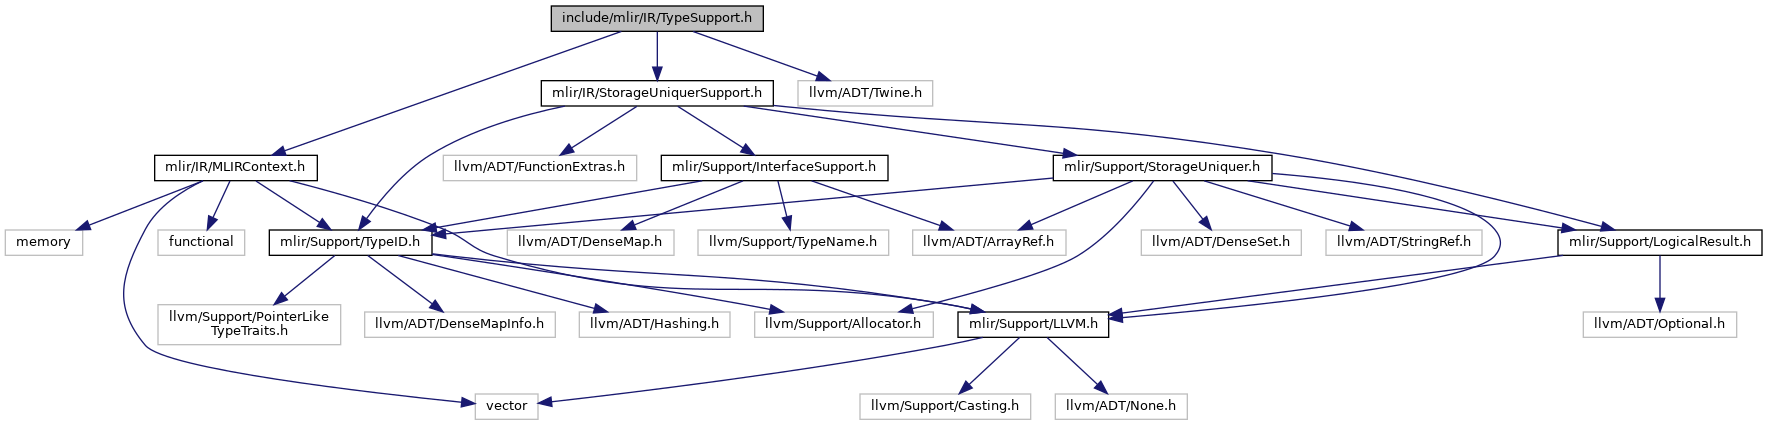 include/mlir/IR/TypeSupport.h
mlir/IR/StorageUniquerSupport.h
llvm/ADT/Twine.h
mlir/IR/MLIRContext.h
llvm/ADT/FunctionExtras.h
mlir/Support/InterfaceSupport.h
mlir/Support/StorageUniquer.h
memory
functional
mlir/Support/TypeID.h
llvm/ADT/DenseMap.h
llvm/Support/TypeName.h
llvm/ADT/ArrayRef.h
llvm/ADT/DenseSet.h
llvm/ADT/StringRef.h
mlir/Support/LogicalResult.h
llvm/Support/PointerLike
TypeTraits.h
llvm/ADT/DenseMapInfo.h
llvm/ADT/Hashing.h
llvm/Support/Allocator.h
mlir/Support/LLVM.h
llvm/ADT/Optional.h
vector
llvm/Support/Casting.h
llvm/ADT/None.h